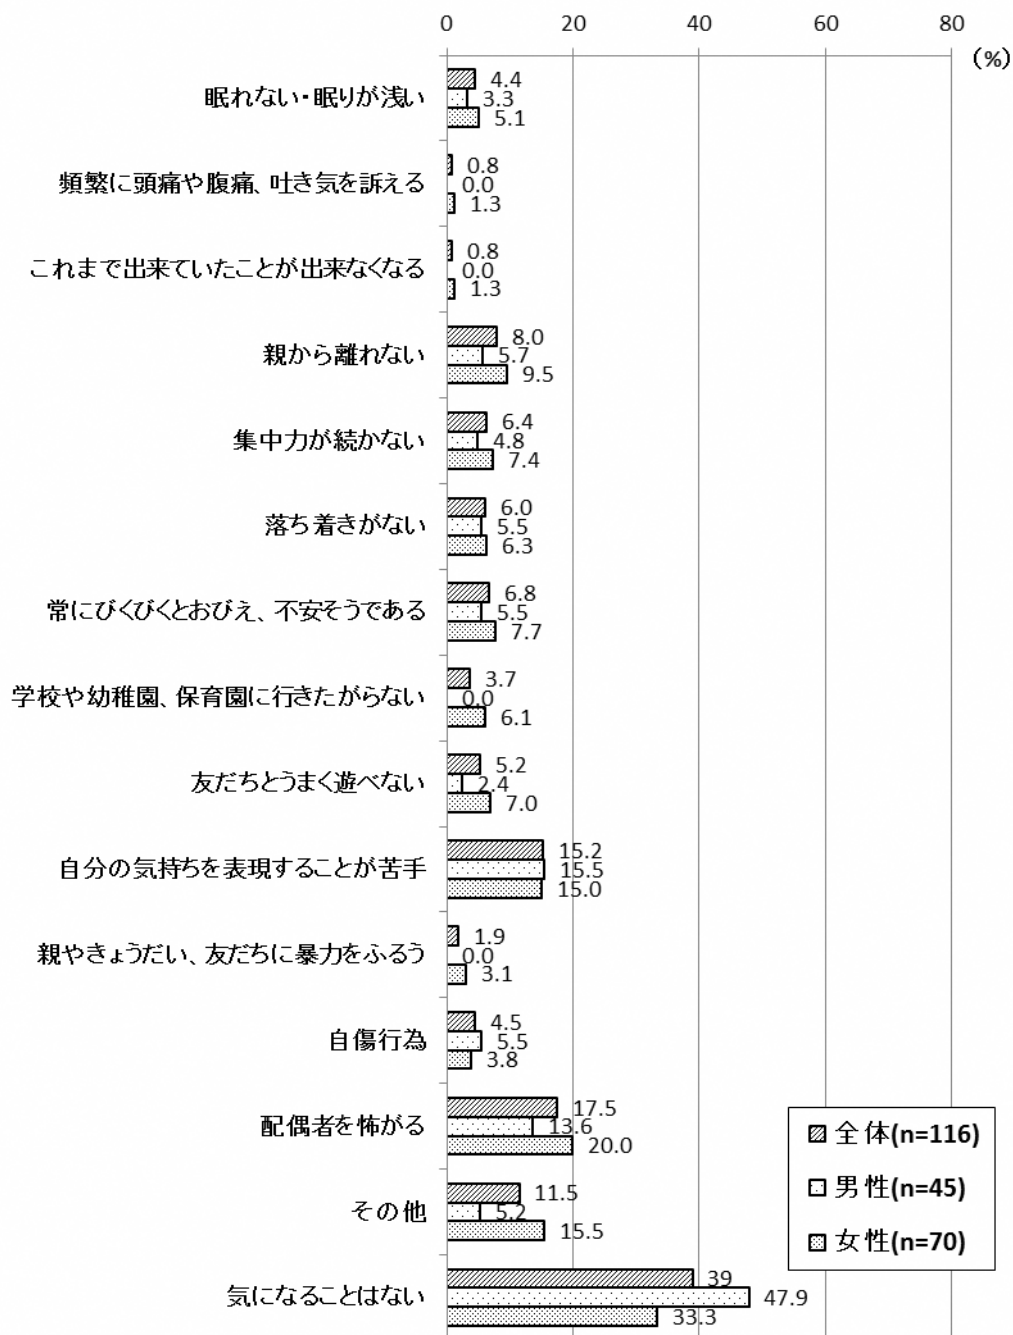 0 20 40 60 80
(%)
眠れない・眠りが浅い 4.4
3.3
5.1
頻繁に頭痛や腹痛、吐き気を訴える 0.8
0.0
1.3
これまで出来ていたことが出来なくなる 0.8
0.0
1.3
親から離れない 8.0
5.7
9.5
集中力が続かない 6.4
4.8
7.4
落ち着きがない 6.0
5.5
6.3
常にびくびくとおびえ、不安そうである 6.8
5.5
7.7
学校や幼稚園、保育園に行きたがらない 3.7
0.0
6.1
友だちとうまく遊べない 5.2
2.4
7.0
自分の気持ちを表現することが苦手 15.2
15.5
15.0
親やきょうだい、友だちに暴力をふるう 1.9
0.0
3.1
自傷行為 4.5
5.5
3.8
配偶者を怖がる 17.5
13.6
20.0
その他 11.5
5.2
15.5
気になることはない 39
47.9
33.3
全体(n=116)
男性(n=45)
女性(n=70)